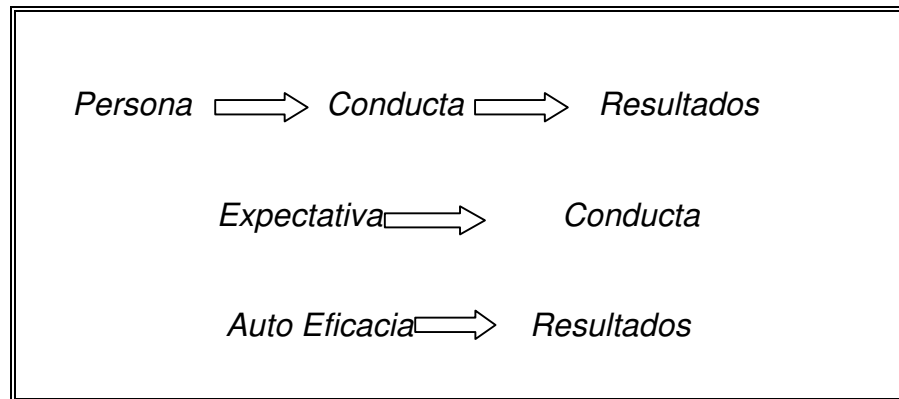 Persona Conducta Resultados
Expectativa Conducta
Auto Eficacia Resultados